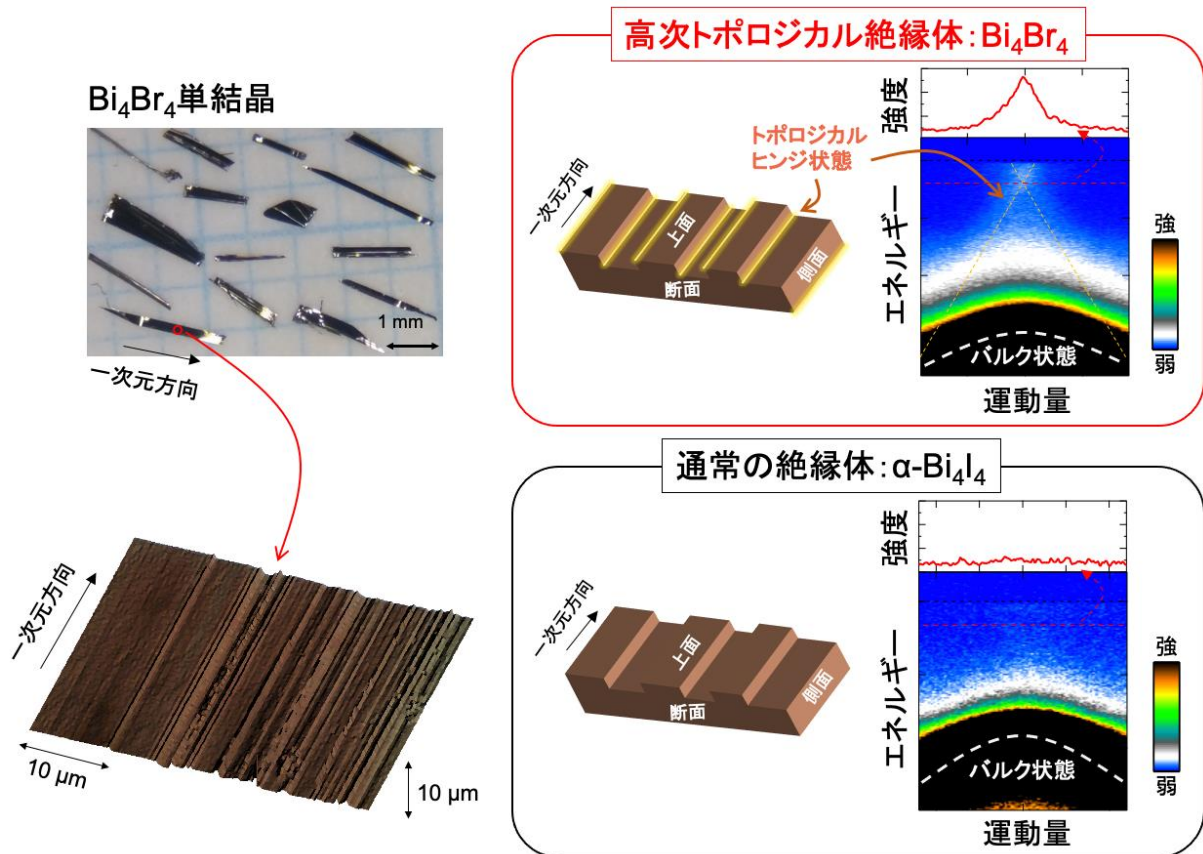 Bi₄Br₄単結晶
1 mm
一次元方向
一次元方向
10 μm
10 μm
高次トポロジカル絶縁体：Bi₄Br₄
トポロジカル
ヒンジ状態
一次元方向
上面
側面
断面
強度
エネルギー
バルク状態
運動量
強
弱
通常の絶縁体：α-Bi₄I₄
一次元方向
上面
側面
断面
強度
エネルギー
バルク状態
運動量
強
弱